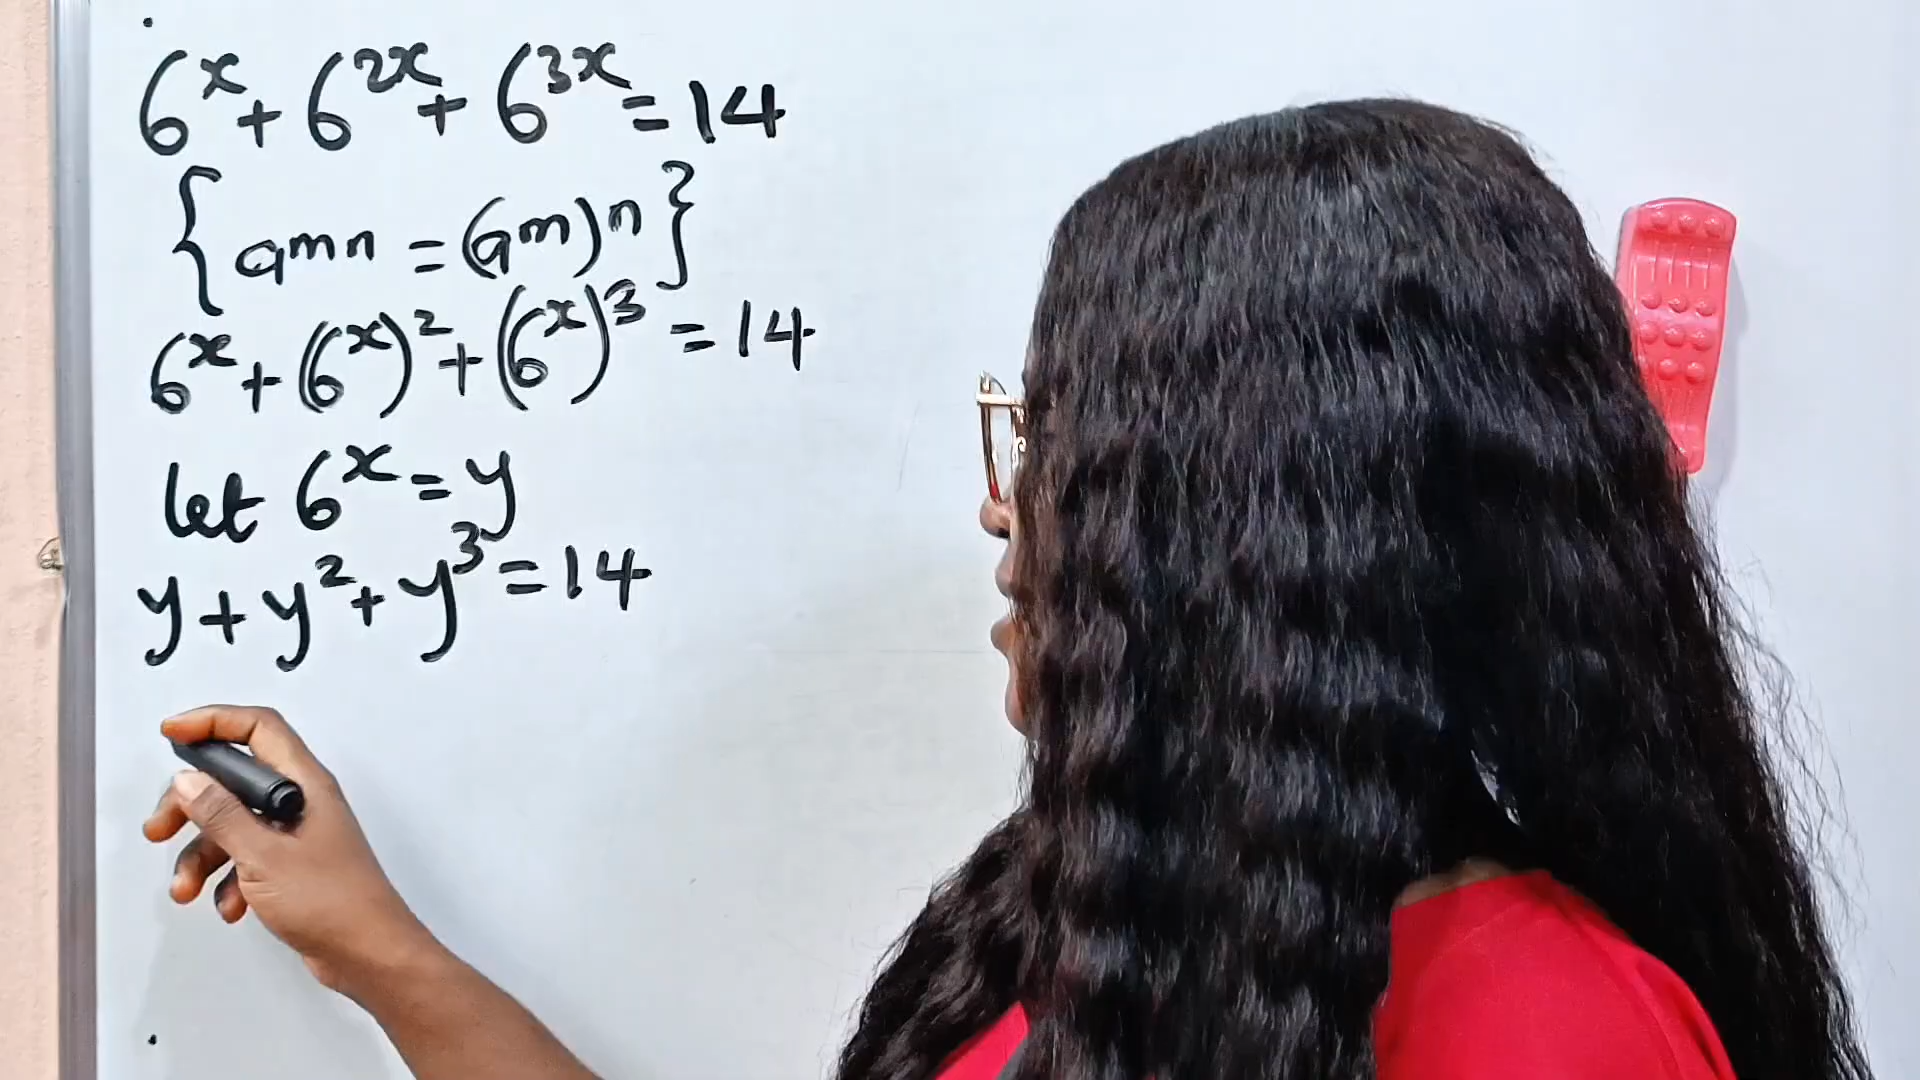 6^x + 6^2x + 6^3x = 14
{a^mn = (a^m)^n}
6^x + (6^x)^2 + (6^x)^3 = 14
let 6^x = y
y + y^2 + y^3 = 14